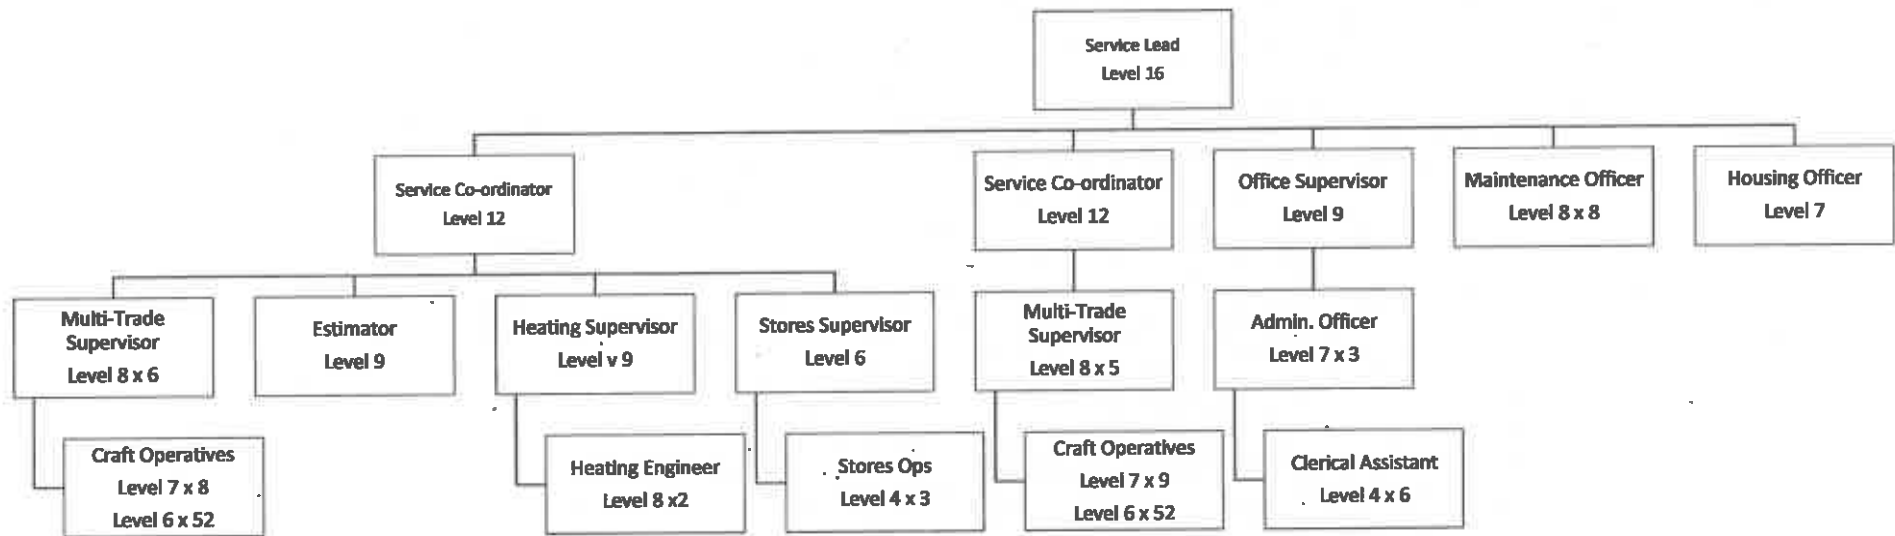 Service Lead
Level 16
Service Co-ordinator
Level 12
Service Co-ordinator
Level 12
Office Supervisor
Level 9
Maintenance Officer
Level 8 x 8
Housing Officer
Level 7
Multi-Trade
Supervisor
Level 8 x 6
Estimator
Level 9
Heating Supervisor
Level v 9
Stores Supervisor
Level 6
Multi-Trade
Supervisor
Level 8 x 5
Admin. Officer
Level 7 x 3
Craft Operatives
Level 7 x 8
Level 6 x 52
Heating Engineer
Level 8 x2
Stores Ops
Level 4 x 3
Craft Operatives
Level 7 x 9
Level 6 x 52
Clerical Assistant
Level 4 x 6